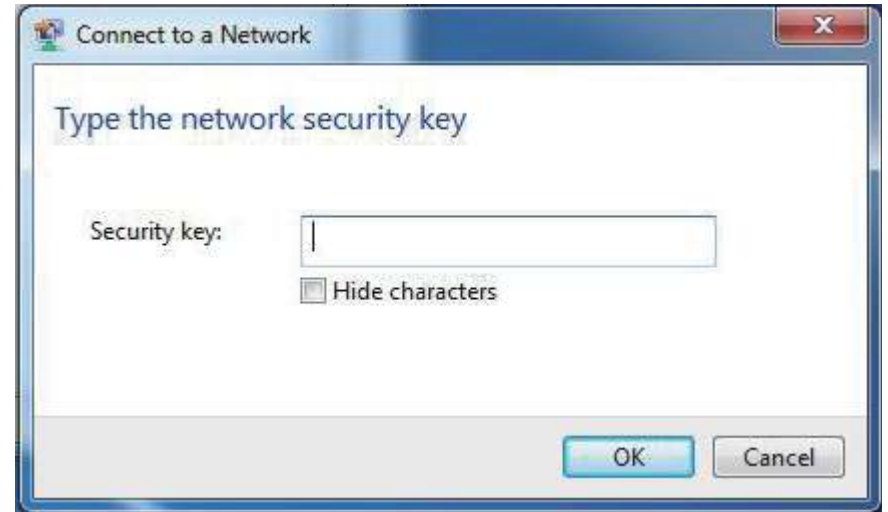 Connect to a Network
Type the network security key
Security key:
Hide characters
OK Cancel